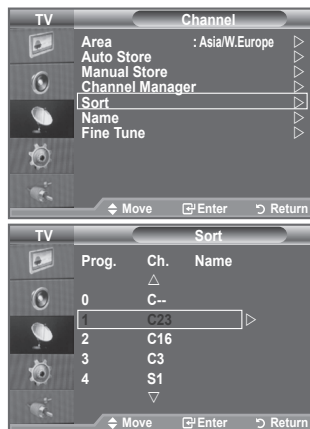 TV Channel
Area : Asia/W.Europe
Auto Store
Manual Store
Channel Manager
Sort
Name
Fine Tune
Move Enter Return
TV Sort
Prog. Ch. Name
0 C--
1 C23
2 C16
3 C3
4 S1
Move Enter Return